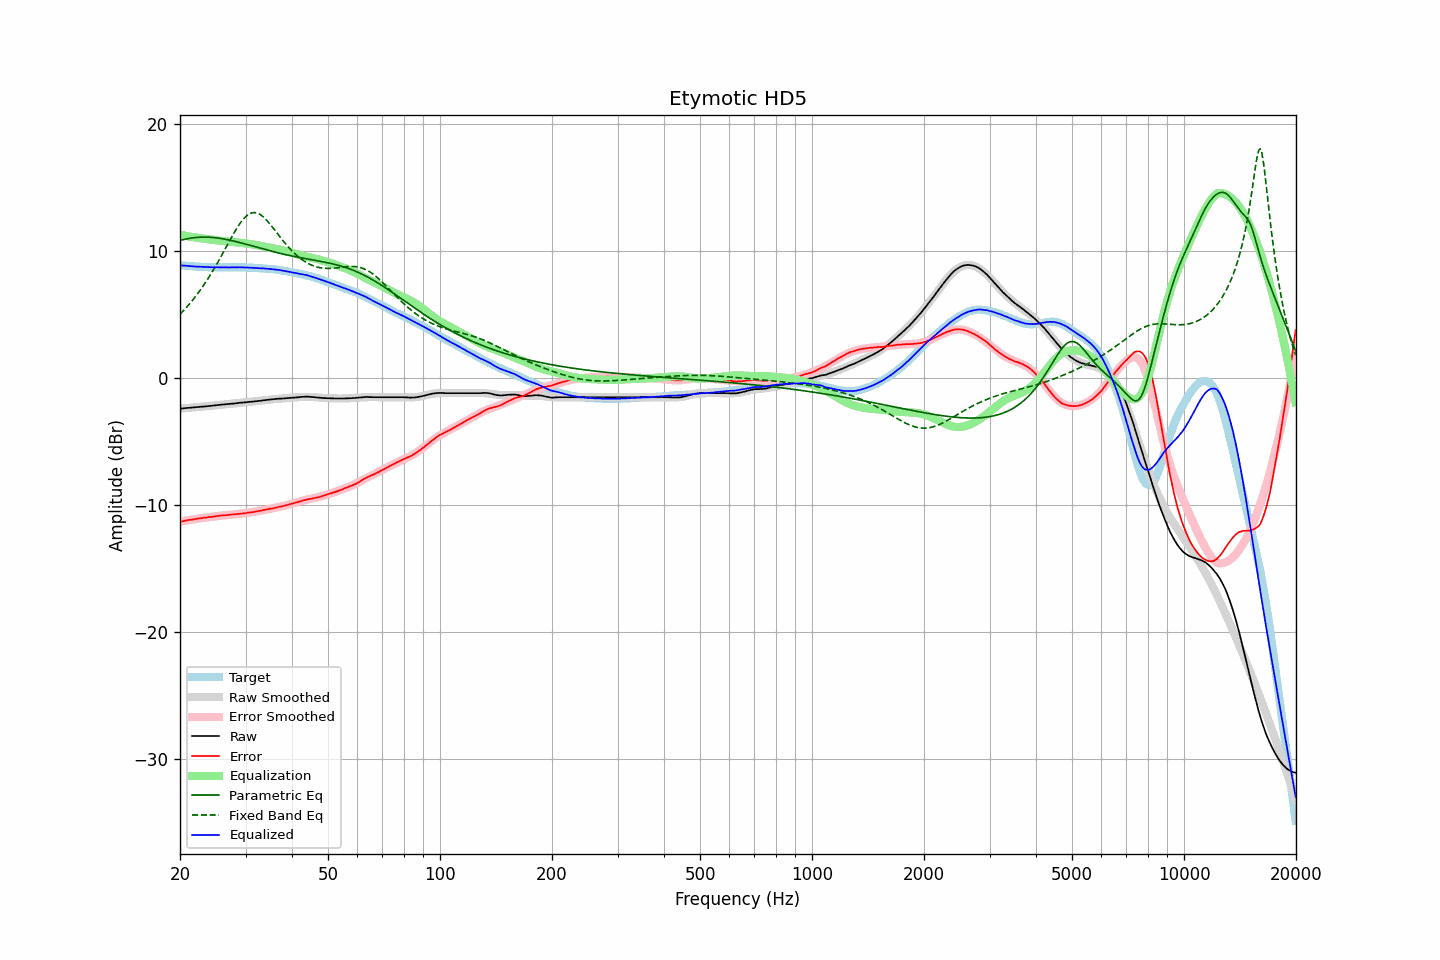 Etymotic HD5
20
10
0
−10
−20
−30
Amplitude (dBr)
Target
Raw Smoothed
Error Smoothed
Raw
Error
Equalization
Parametric Eq
Fixed Band Eq
Equalized
20 50 100 200 500 1000 2000 5000 10000 20000
Frequency (Hz)